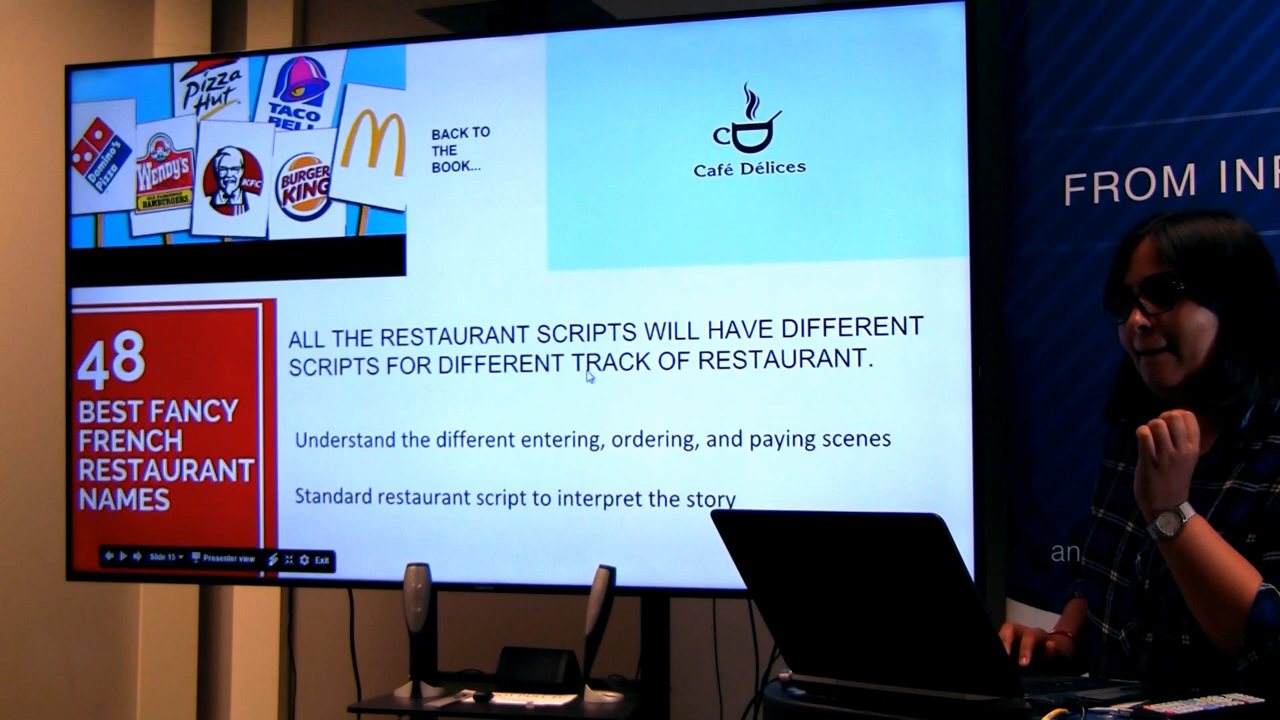 Pizza
Hut
TACO
BELL
Domino's
Pizza
WENDY'S
OLD FASHIONED
HAMBURGERS
KFC
BURGER
KING
BACK TO
THE
BOOK...
Café Délices
48
BEST FANCY
FRENCH
RESTAURANT
NAMES
ALL THE RESTAURANT SCRIPTS WILL HAVE DIFFERENT
SCRIPTS FOR DIFFERENT TRACK OF RESTAURANT.
Understand the different entering, ordering, and paying scenes
Standard restaurant script to interpret the story
Slide 15
Presenter view
Exit
FROM
an